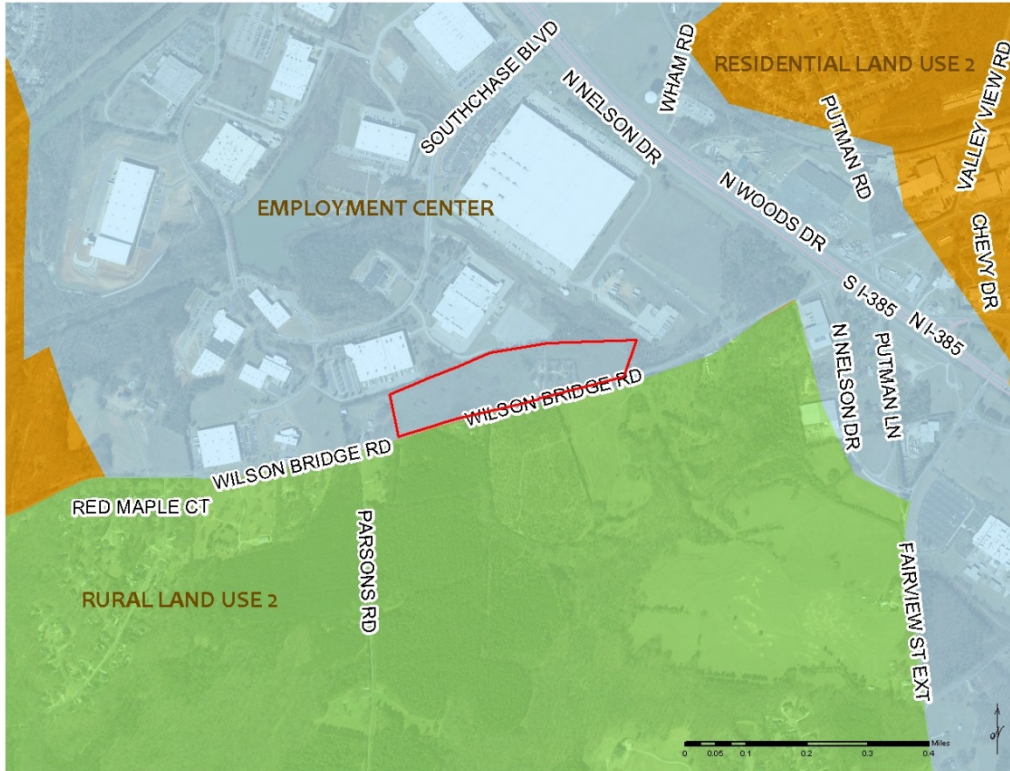 SOUTHCHASE BLVD
N NELSON DR
WHAM RD
RESIDENTIAL LAND USE 2
PUTMAN RD
VALLEY VIEW RD
EMPLOYMENT CENTER
N WOODS DR
CHEVY DR
S I-385
N I-385
N NELSON DR
PUTMAN LN
WILSON BRIDGE RD
WILSON BRIDGE RD
RED MAPLE CT
PARSONS RD
FAIRVIEW ST EXT
RURAL LAND USE 2
Miles
0 0.05 0.1 0.2 0.3 0.4